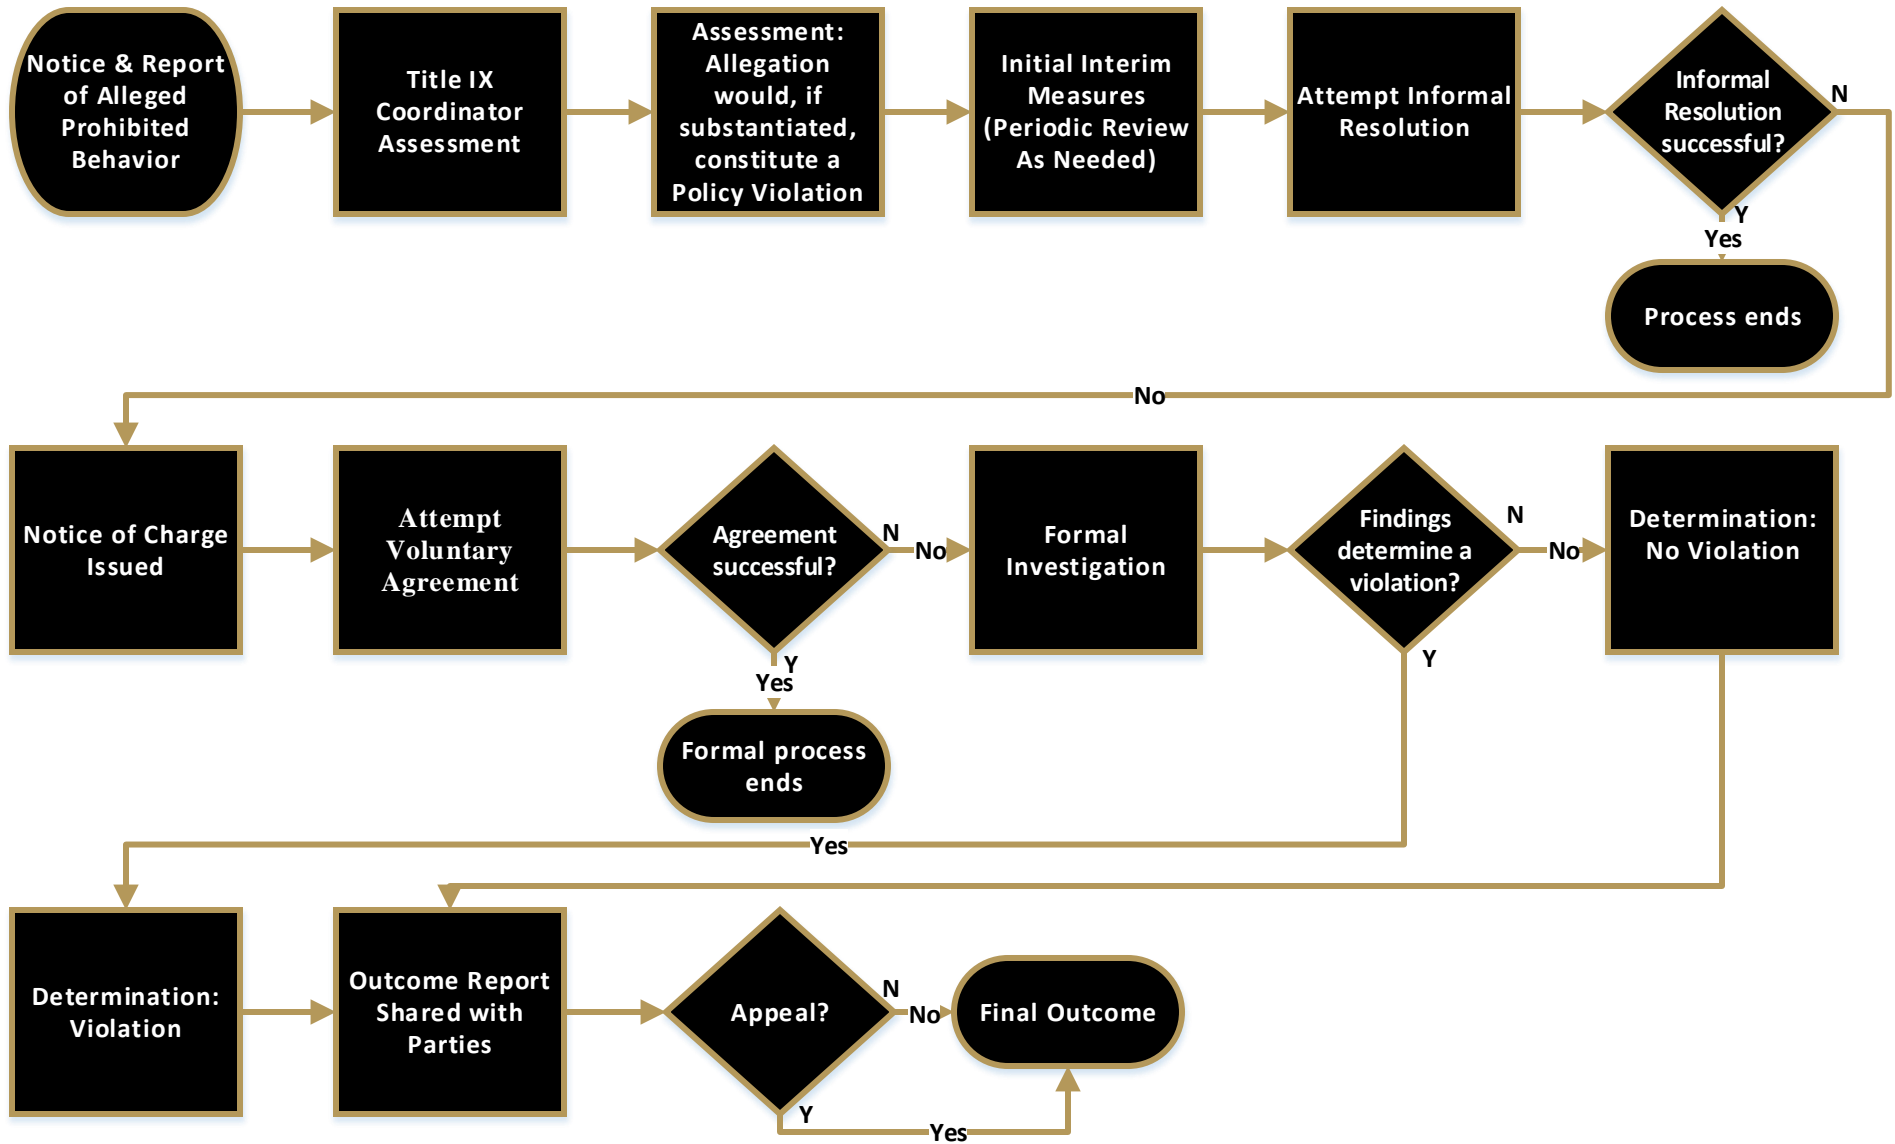 Notice & Report
of Alleged
Prohibited
Behavior
Title IX
Coordinator
Assessment
Assessment:
Allegation
would, if
substantiated,
constitute a
Policy Violation
Initial Interim
Measures
(Periodic Review
As Needed)
Attempt Informal
Resolution
Informal
Resolution
successful?
N
Y
Yes
Process ends
No
Notice of Charge
Issued
Attempt
Voluntary
Agreement
Agreement
successful?
N
No
Y
Yes
Formal process
ends
Formal
Investigation
Findings
determine a
violation?
N
No
Y
Determination:
No Violation
Yes
Determination:
Violation
Outcome Report
Shared with
Parties
Appeal?
N
No
Y
Yes
Final Outcome